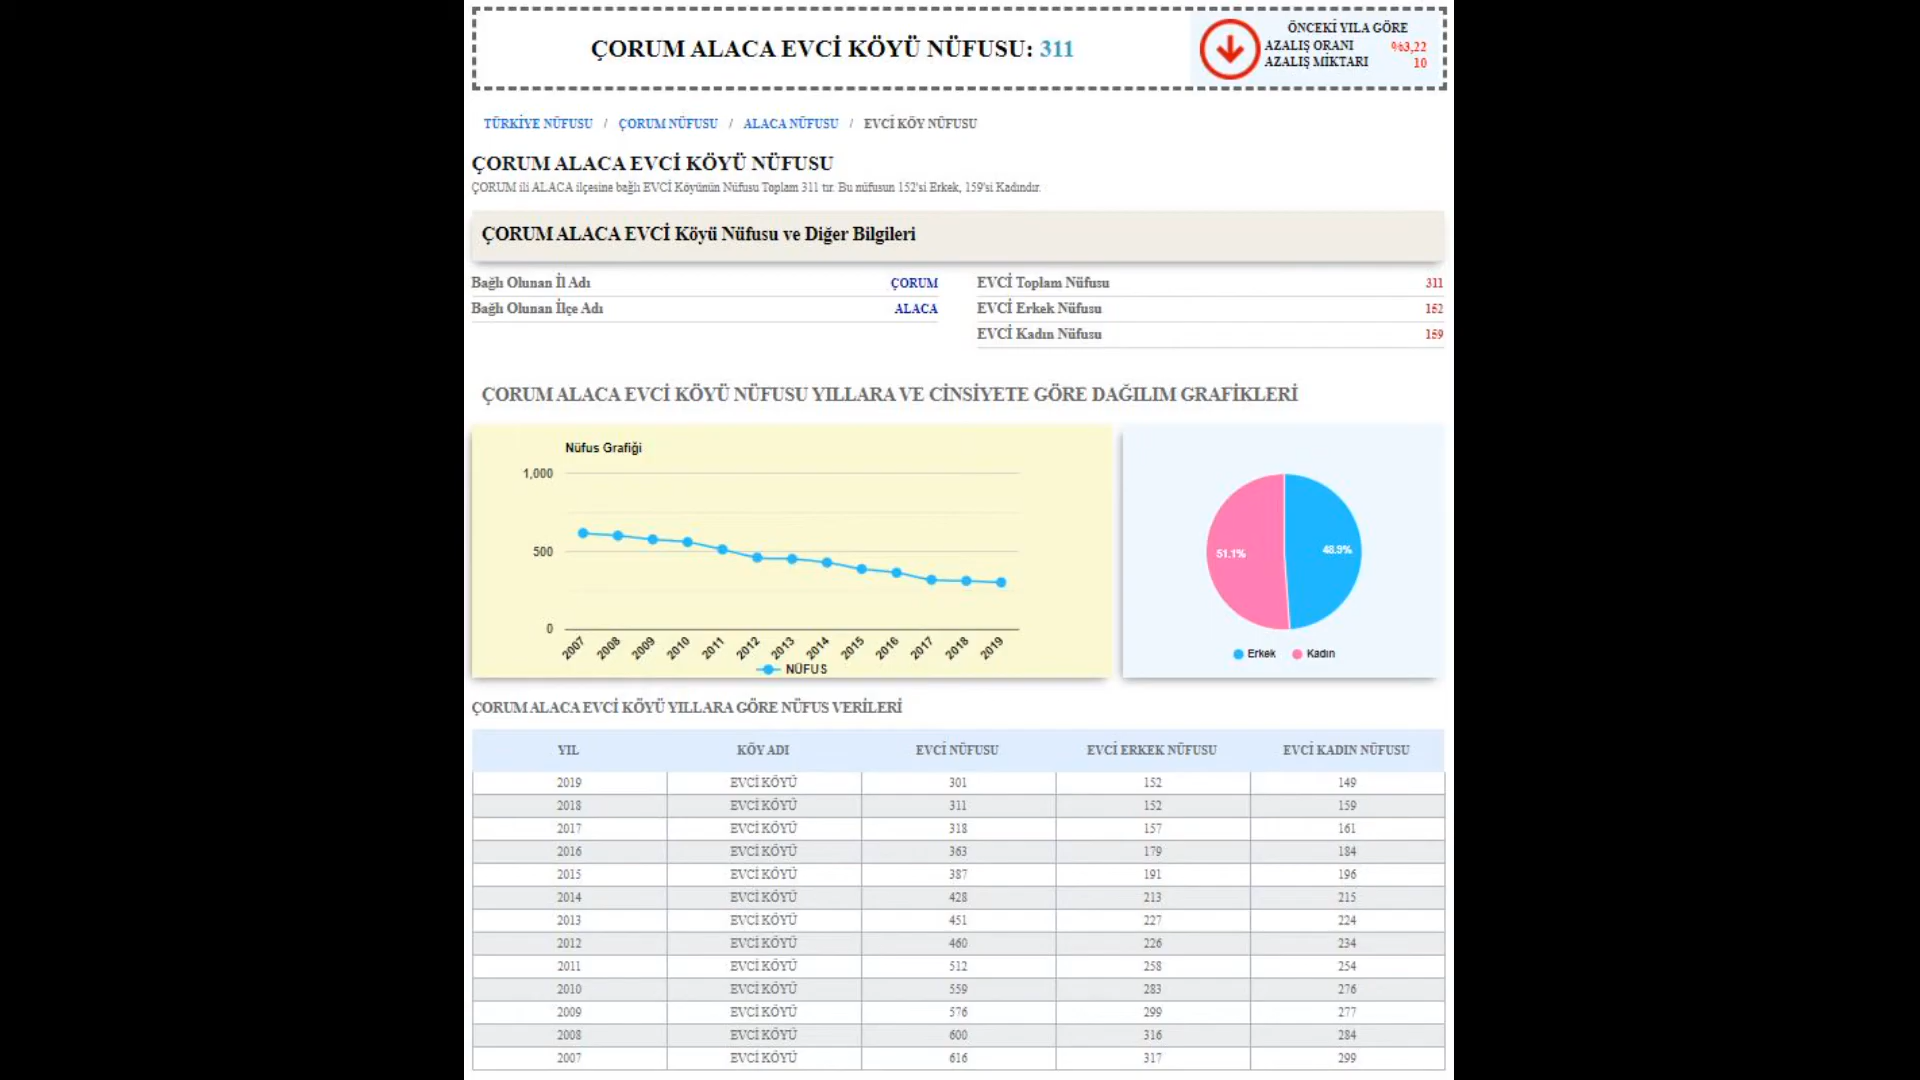 ÇORUM ALACA EVCİ KÖYÜ NÜFUSU: 311
ÖNCEKİ YILA GÖRE
AZALIŞ ORANI %3,22
AZALIŞ MİKTARI 10
TÜRKİYE NÜFUSU / ÇORUM NÜFUSU / ALACA NÜFUSU / EVCİ KÖY NÜFUSU
ÇORUM ALACA EVCİ KÖYÜ NÜFUSU
ÇORUM ili ALACA ilçesine bağlı EVCİ Köyünün Nüfusu Toplam 311 tır. Bu nüfusun 152'si Erkek, 159'si Kadındır.
ÇORUM ALACA EVCİ Köyü Nüfusu ve Diğer Bilgileri
Bağlı Olunan İl Adı ÇORUM
Bağlı Olunan İlçe Adı ALACA
EVCİ Toplam Nüfusu 311
EVCİ Erkek Nüfusu 152
EVCİ Kadın Nüfusu 159
ÇORUM ALACA EVCİ KÖYÜ NÜFUSU YILLARA VE CİNSİYETE GÖRE DAĞILIM GRAFİKLERİ
Nüfus Grafiği
1,000
500
0
2007 2008 2009 2010 2011 2012 2013 2014 2015 2016 2017 2018 2019
NÜFUS
51.1% 48.9%
Erkek Kadın
ÇORUM ALACA EVCİ KÖYÜ YILLARA GÖRE NÜFUS VERİLERİ
YIL KÖY ADI EVCİ NÜFUSU EVCİ ERKEK NÜFUSU EVCİ KADIN NÜFUSU
2019 EVCİ KÖYÜ 301 152 149
2018 EVCİ KÖYÜ 311 152 159
2017 EVCİ KÖYÜ 318 157 161
2016 EVCİ KÖYÜ 363 179 184
2015 EVCİ KÖYÜ 387 191 196
2014 EVCİ KÖYÜ 428 213 215
2013 EVCİ KÖYÜ 451 227 224
2012 EVCİ KÖYÜ 460 226 234
2011 EVCİ KÖYÜ 512 258 254
2010 EVCİ KÖYÜ 559 283 276
2009 EVCİ KÖYÜ 576 299 277
2008 EVCİ KÖYÜ 600 316 284
2007 EVCİ KÖYÜ 616 317 299